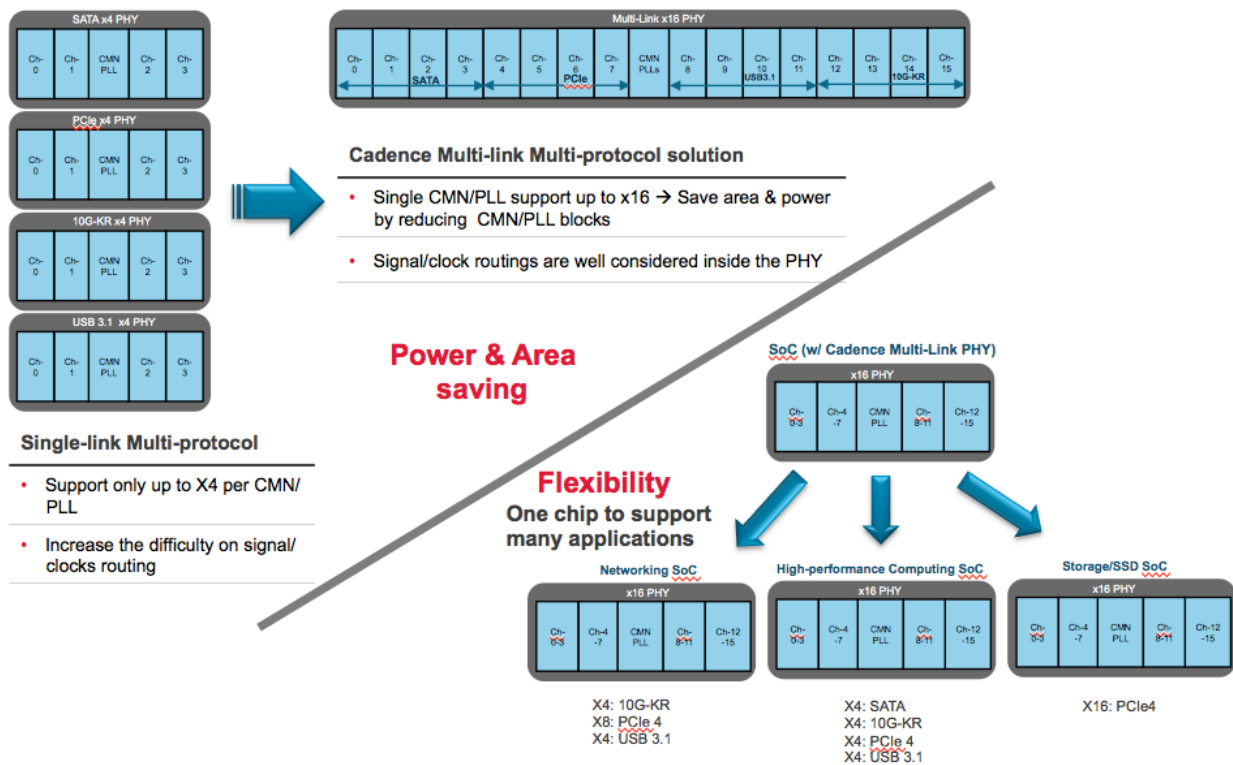 SATA x4 PHY
Ch-
0
Ch-
1
CMN
PLL
Ch-
2
Ch-
3
PCIe x4 PHY
Ch-
0
Ch-
1
CMN
PLL
Ch-
2
Ch-
3
10G-KR x4 PHY
Ch-
0
Ch-
1
CMN
PLL
Ch-
2
Ch-
3
USB 3.1 x4 PHY
Ch-
0
Ch-
1
CMN
PLL
Ch-
2
Ch-
3
Single-link Multi-protocol
• Support only up to X4 per CMN/
PLL
• Increase the difficulty on signal/
clocks routing
Multi-Link x16 PHY
Ch-
0
Ch-
1
Ch-
2
Ch-
3
Ch-
4
Ch-
5
Ch-
6
Ch-
7
CMN
PLLs
Ch-
8
Ch-
9
Ch-
10
Ch-
11
Ch-
12
Ch-
13
Ch-
14
Ch-
15
SATA
PCIe
USB3.1
10G-KR
Cadence Multi-link Multi-protocol solution
• Single CMN/PLL support up to x16 → Save area & power
by reducing CMN/PLL blocks
• Signal/clock routings are well considered inside the PHY
Power & Area
saving
SoC (w/ Cadence Multi-Link PHY)
x16 PHY
Ch-
0-3
Ch-4
-7
CMN
PLL
Ch-
8-11
Ch-12
-15
Flexibility
One chip to support
many applications
Networking SoC
x16 PHY
Ch-
0-3
Ch-4
-7
CMN
PLL
Ch-
8-11
Ch-12
-15
X4: 10G-KR
X8: PCIe 4
X4: USB 3.1
High-performance Computing SoC
x16 PHY
Ch-
0-3
Ch-4
-7
CMN
PLL
Ch-
8-11
Ch-12
-15
X4: SATA
X4: 10G-KR
X4: PCIe 4
X4: USB 3.1
Storage/SSD SoC
x16 PHY
Ch-
0-3
Ch-4
-7
CMN
PLL
Ch-
8-11
Ch-12
-15
X16: PCIe4